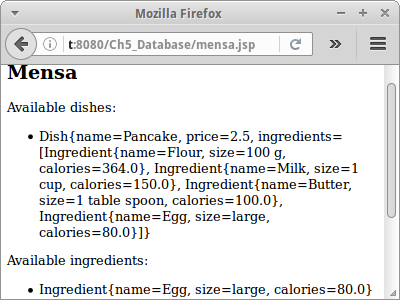 Mozilla Firefox
t:8080/Ch5_Database/mensa.jsp
Mensa
Available dishes:
• Dish{name=Pancake, price=2.5, ingredients=
[Ingredient{name=Flour, size=100 g,
calories=364.0}, Ingredient{name=Milk, size=1
cup, calories=150.0}, Ingredient{name=Butter,
size=1 table spoon, calories=100.0},
Ingredient{name=Egg, size=large,
calories=80.0}]}
Available ingredients:
• Ingredient{name=Egg, size=large, calories=80.0}